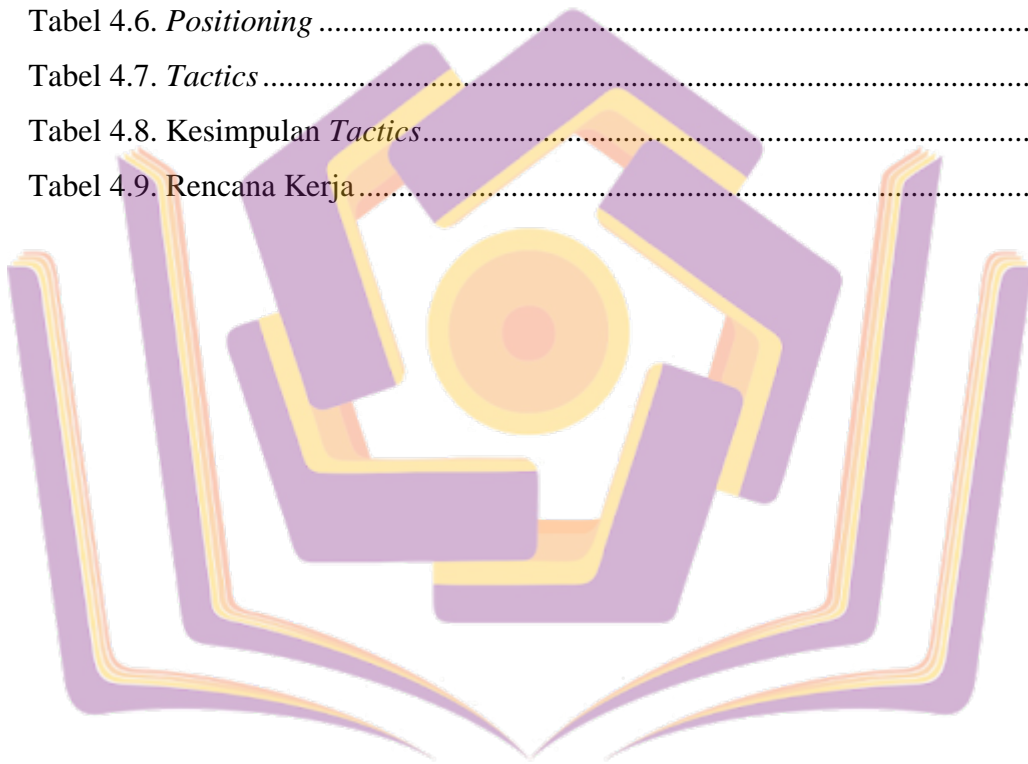 Tabel 4.6. Positioning ..........................................................................................
Tabel 4.7. Tactics ..................................................................................................
Tabel 4.8. Kesimpulan Tactics..............................................................................
Tabel 4.9. Rencana Kerja ......................................................................................